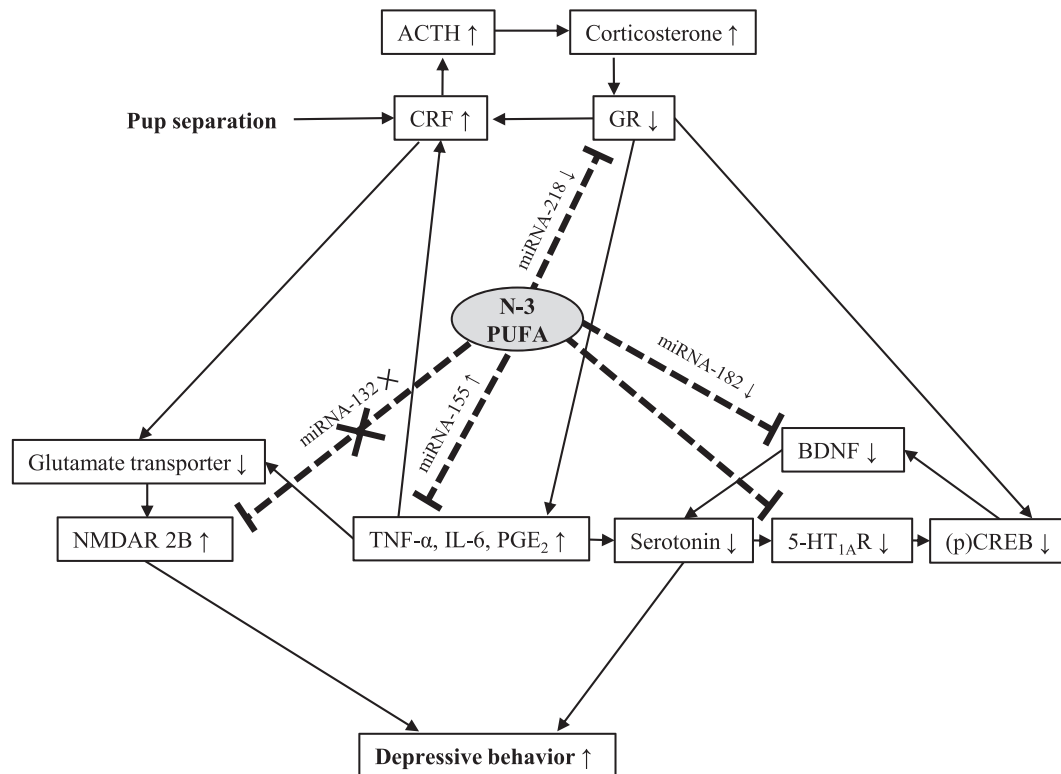 ACTH ↑
Corticosterone ↑
Pup separation
CRF ↑
GR ↓
miRNA-218 ↓
N-3
PUFA
miRNA-182 ↓
miRNA-132 ×
miRNA-155 ↑
Glutamate transporter ↓
BDNF ↓
NMDAR 2B ↑
TNF-α, IL-6, PGE₂ ↑
Serotonin ↓
5-HT₁ₐR ↓
(p)CREB ↓
Depressive behavior ↑